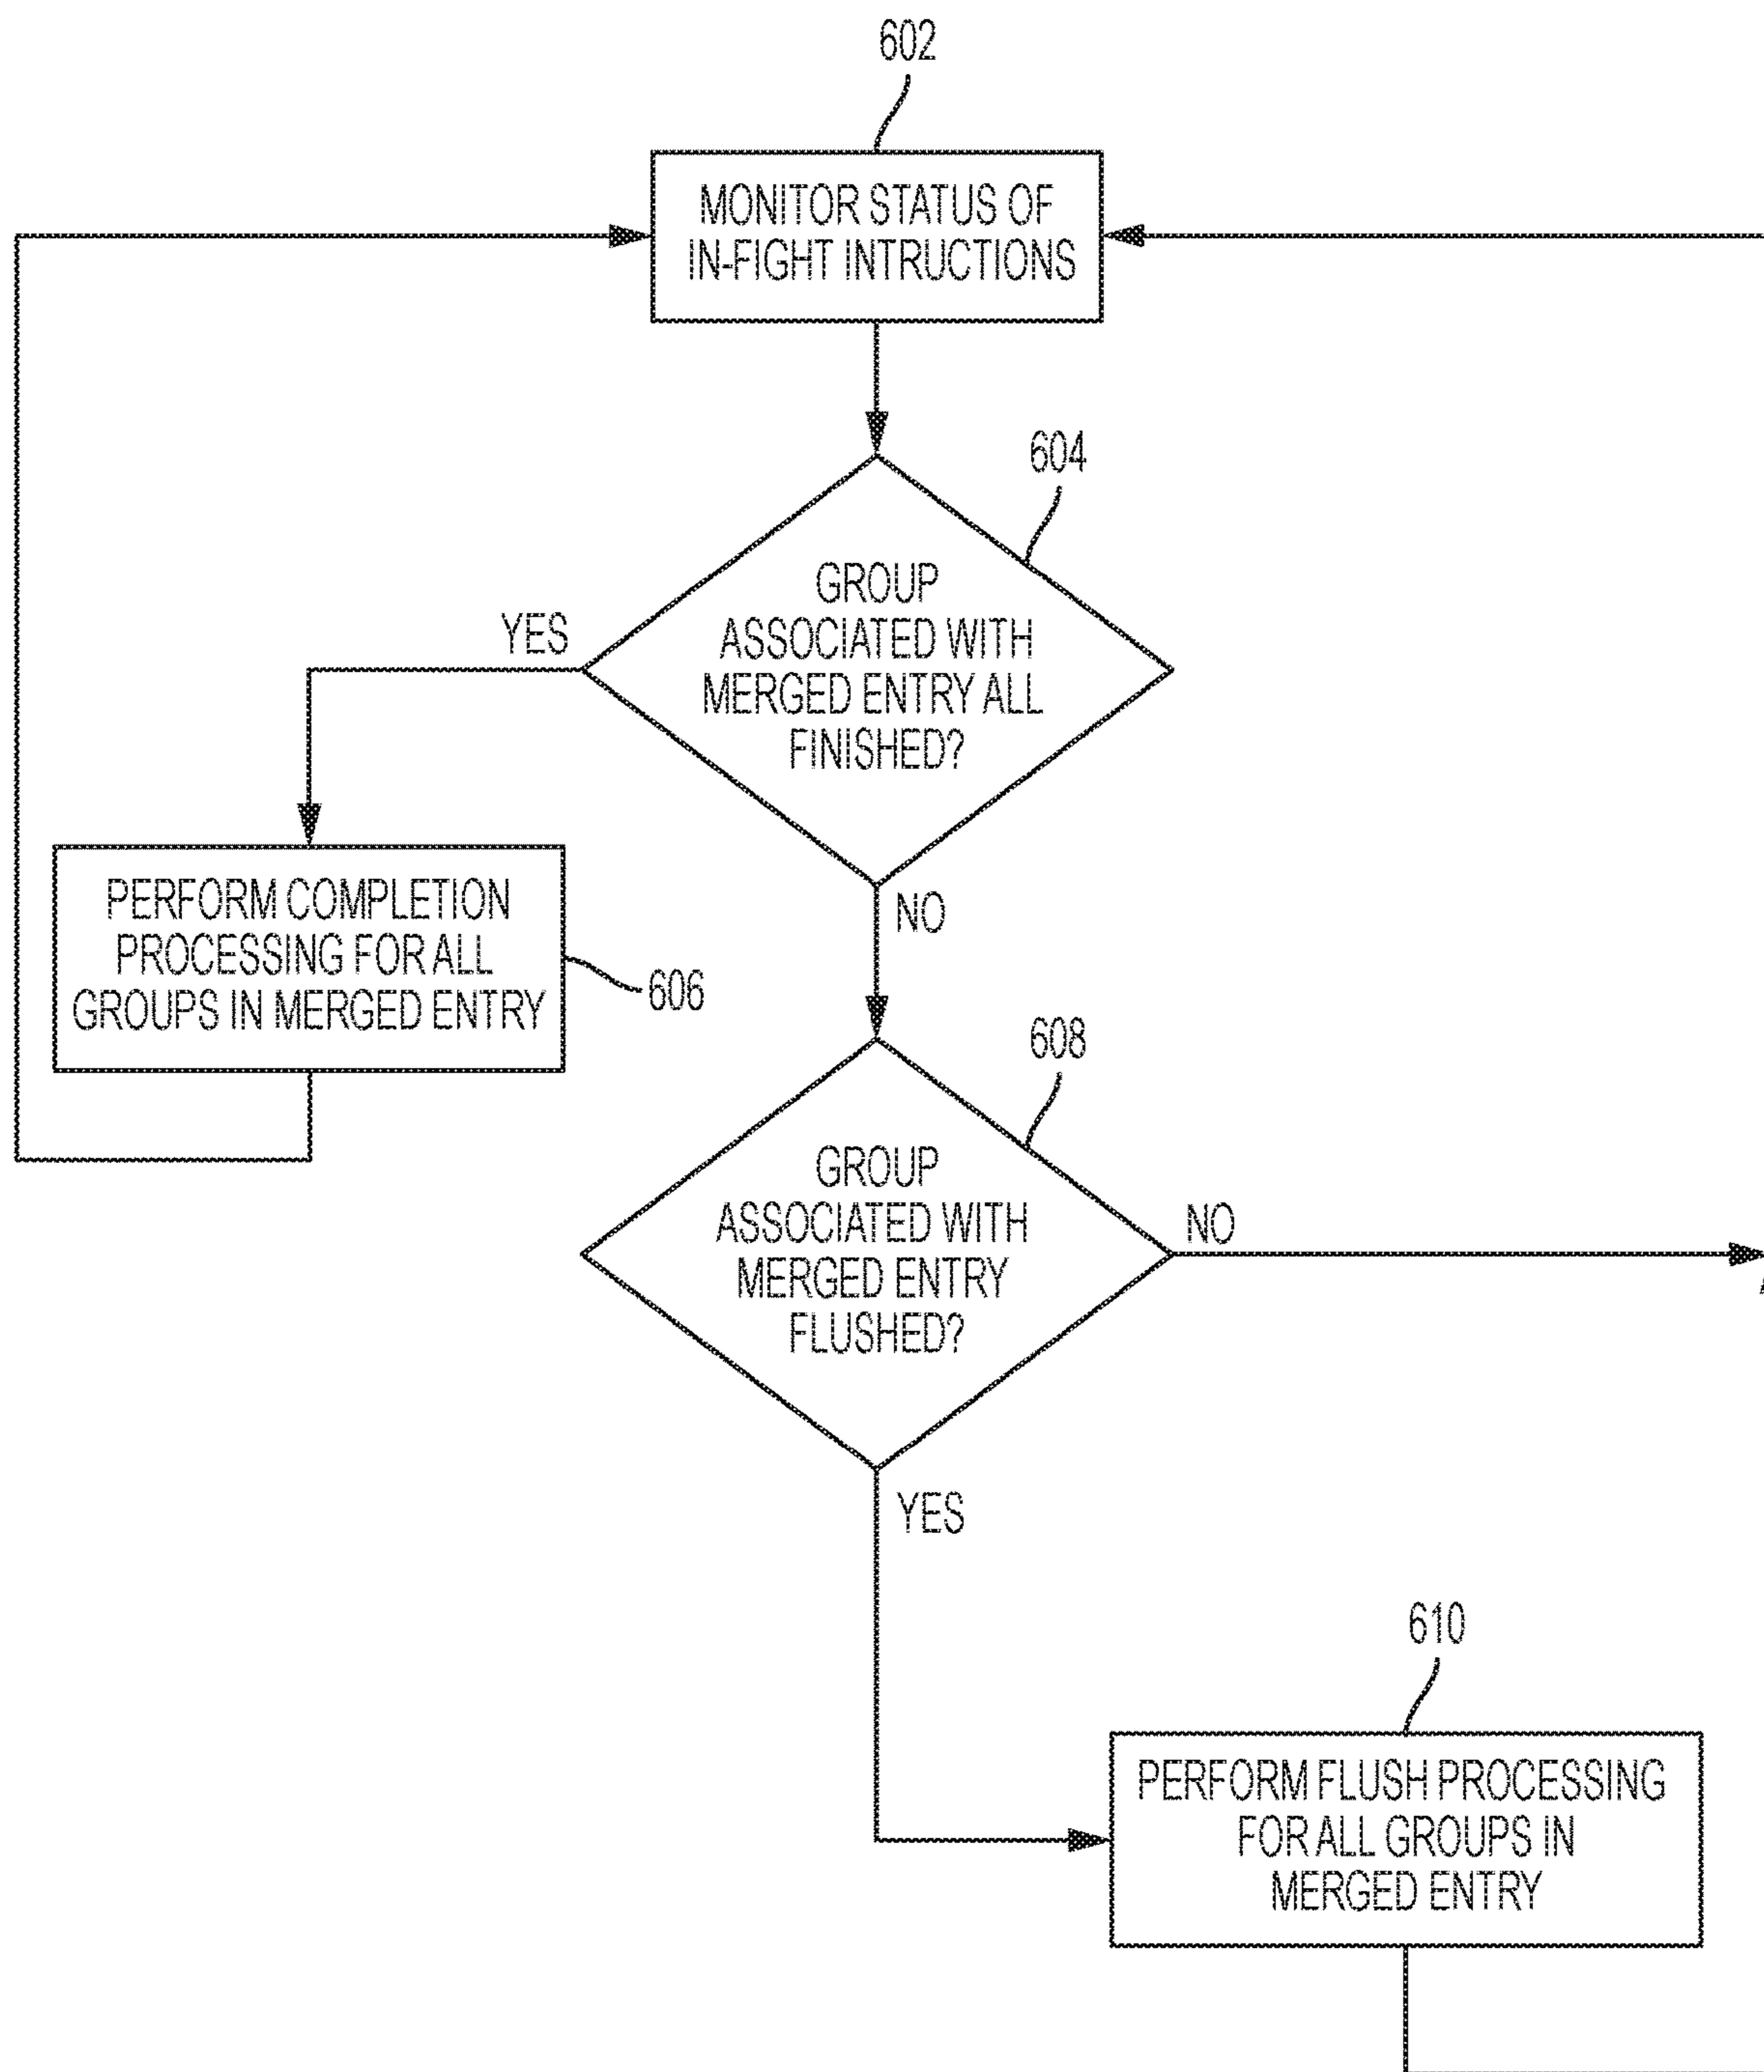 602
MONITOR STATUS OF
IN-FIGHT INTRUCTIONS
604
GROUP
ASSOCIATED WITH
MERGED ENTRY ALL
FINISHED?
YES
NO
PERFORM COMPLETION
PROCESSING FOR ALL
GROUPS IN MERGED ENTRY
606
608
GROUP
ASSOCIATED WITH
MERGED ENTRY
FLUSHED?
NO
YES
610
PERFORM FLUSH PROCESSING
FOR ALL GROUPS IN
MERGED ENTRY